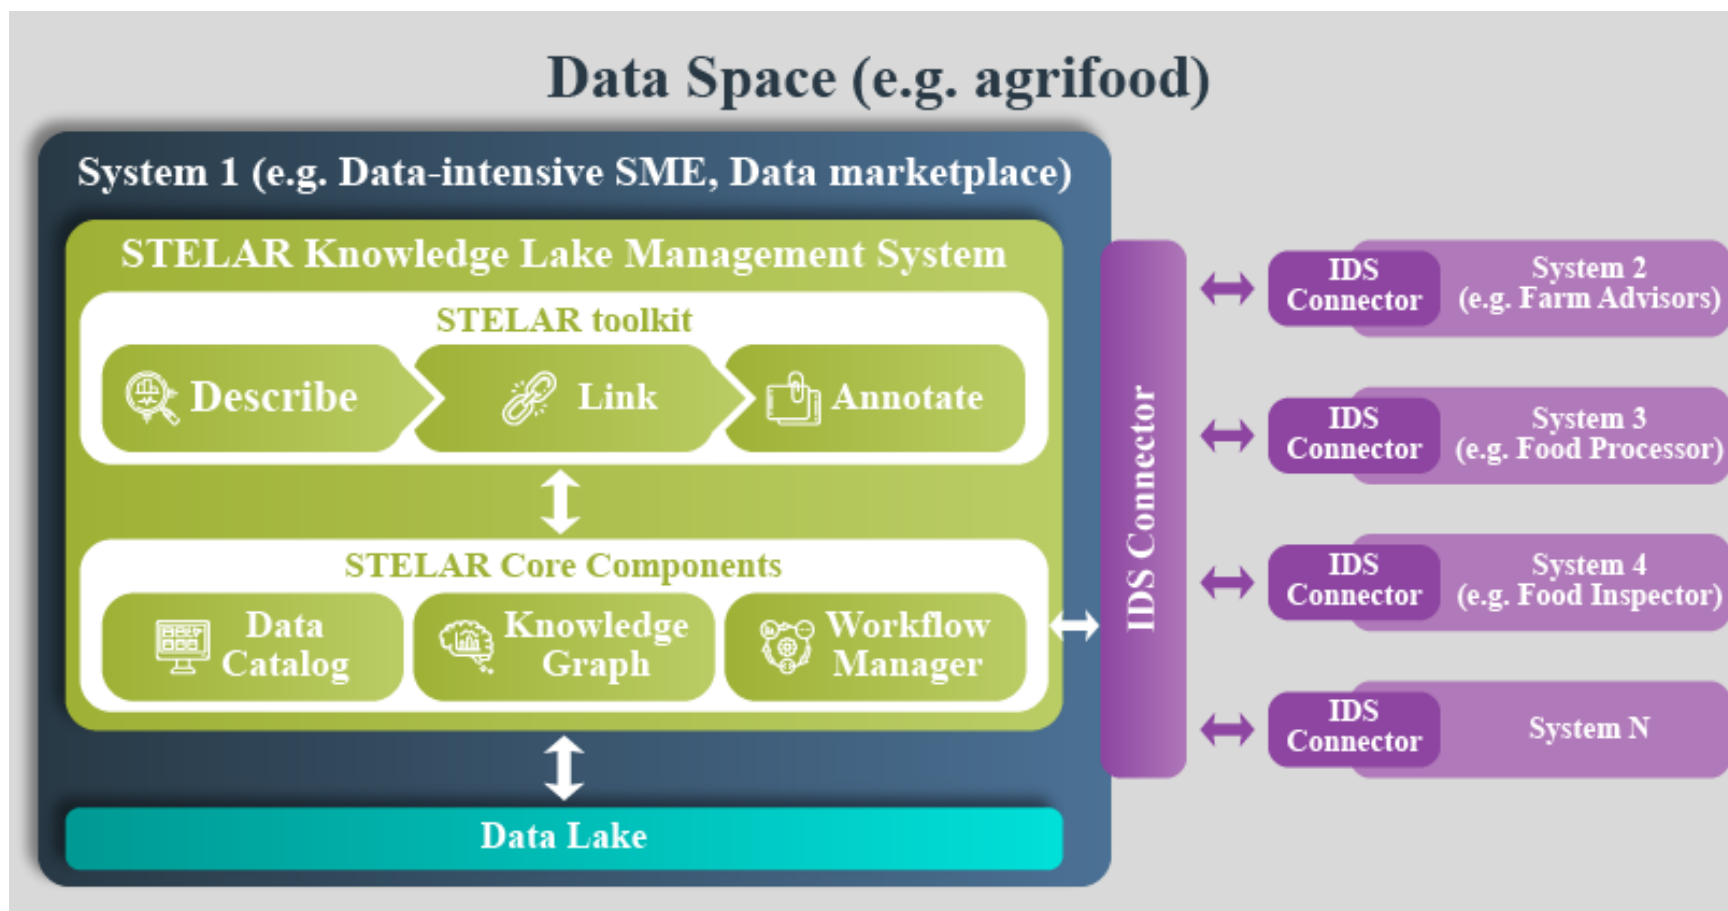 Data Space (e.g. agrifood)
System 1 (e.g. Data-intensive SME, Data marketplace)
STELAR Knowledge Lake Management System
STELAR toolkit
Describe
Link
Annotate
STELAR Core Components
Data
Catalog
Knowledge
Graph
Workflow
Manager
Data Lake
IDS Connector
IDS
Connector
System 2
(e.g. Farm Advisors)
IDS
Connector
System 3
(e.g. Food Processor)
IDS
Connector
System 4
(e.g. Food Inspector)
IDS
Connector
System N